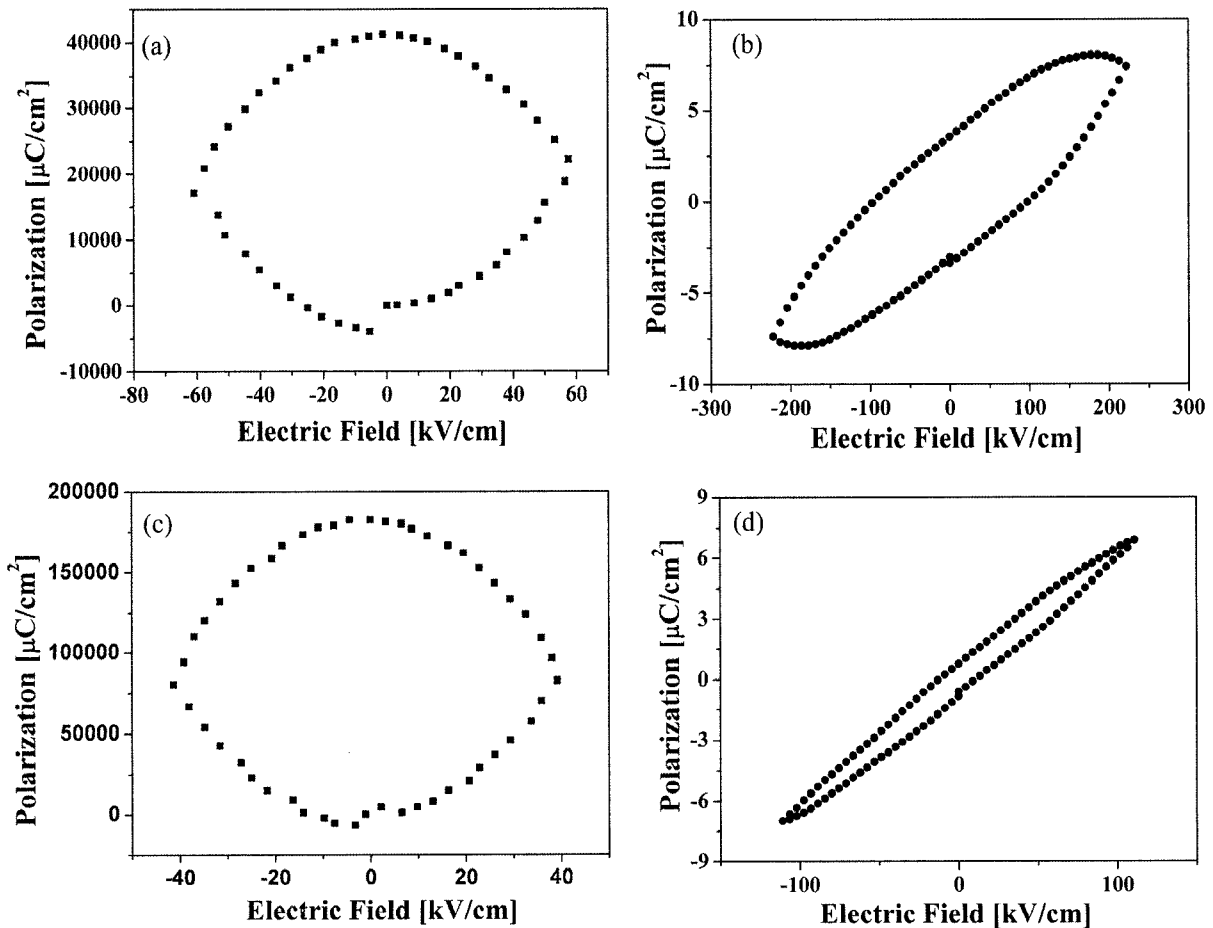 (a)
40000
30000
20000
10000
0
-10000
-80 -60 -40 -20 0 20 40 60
Polarization [μC/cm²]
Electric Field [kV/cm]
(b)
10
5
0
-5
-10
-300 -200 -100 0 100 200 300
Polarization [μC/cm²]
Electric Field [kV/cm]
(c)
200000
150000
100000
50000
0
-40 -20 0 20 40
Polarization [μC/cm²]
Electric Field [kV/cm]
(d)
9
6
3
0
-3
-6
-9
-100 0 100
Polarization [μC/cm²]
Electric Field [kV/cm]